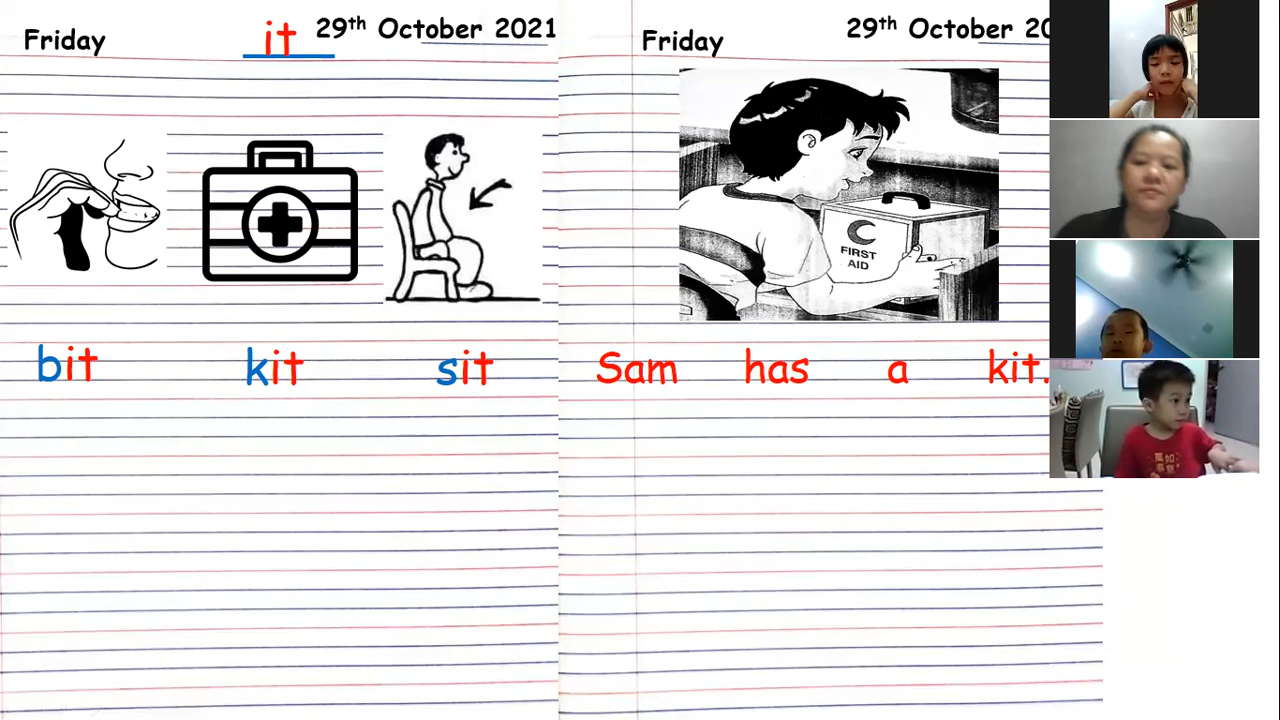 Friday
it
29th October 2021
bit kit sit
Friday
29th October 20
FIRST
AID
Sam has a kit.